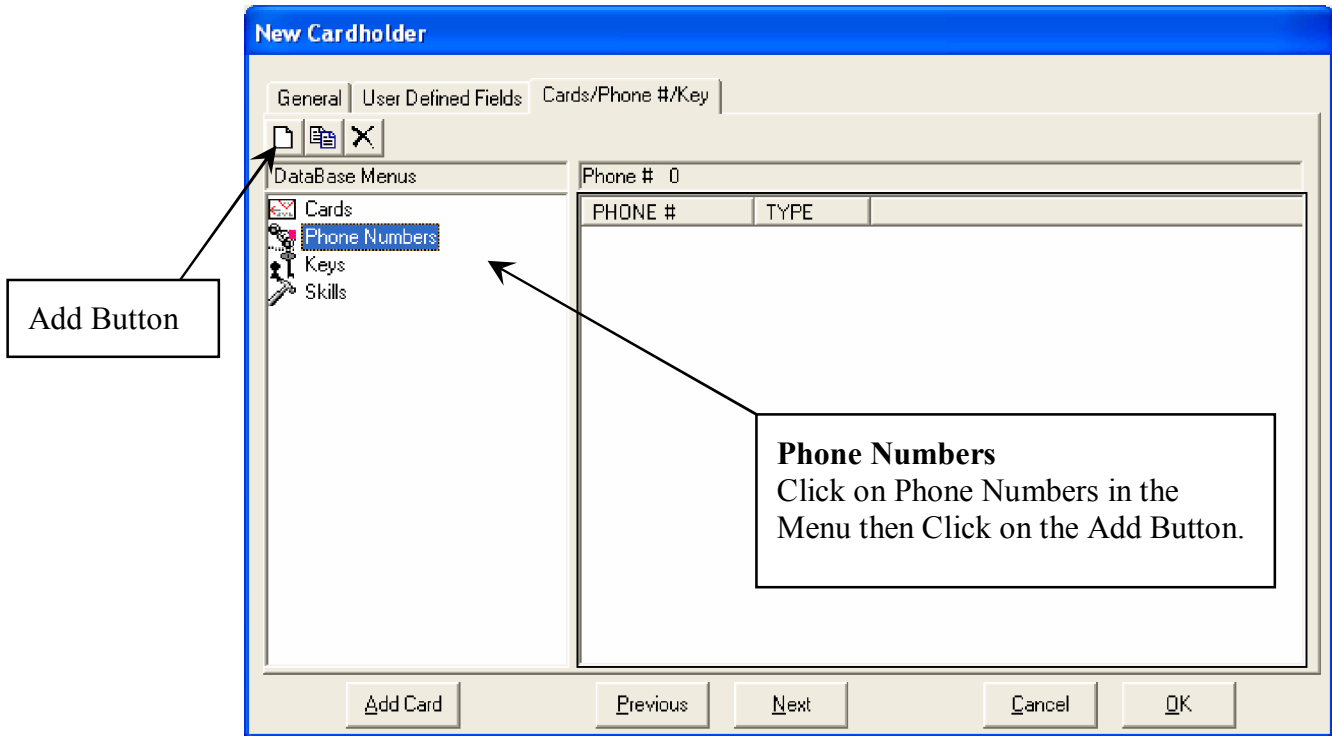 New Cardholder
General User Defined Fields Cards/Phone #/Key
DataBase Menus
Phone # 0
Cards
Phone Numbers
Keys
Skills
PHONE # TYPE
Add Button
Phone Numbers
Click on Phone Numbers in the
Menu then Click on the Add Button.
Add Card Previous Next Cancel OK